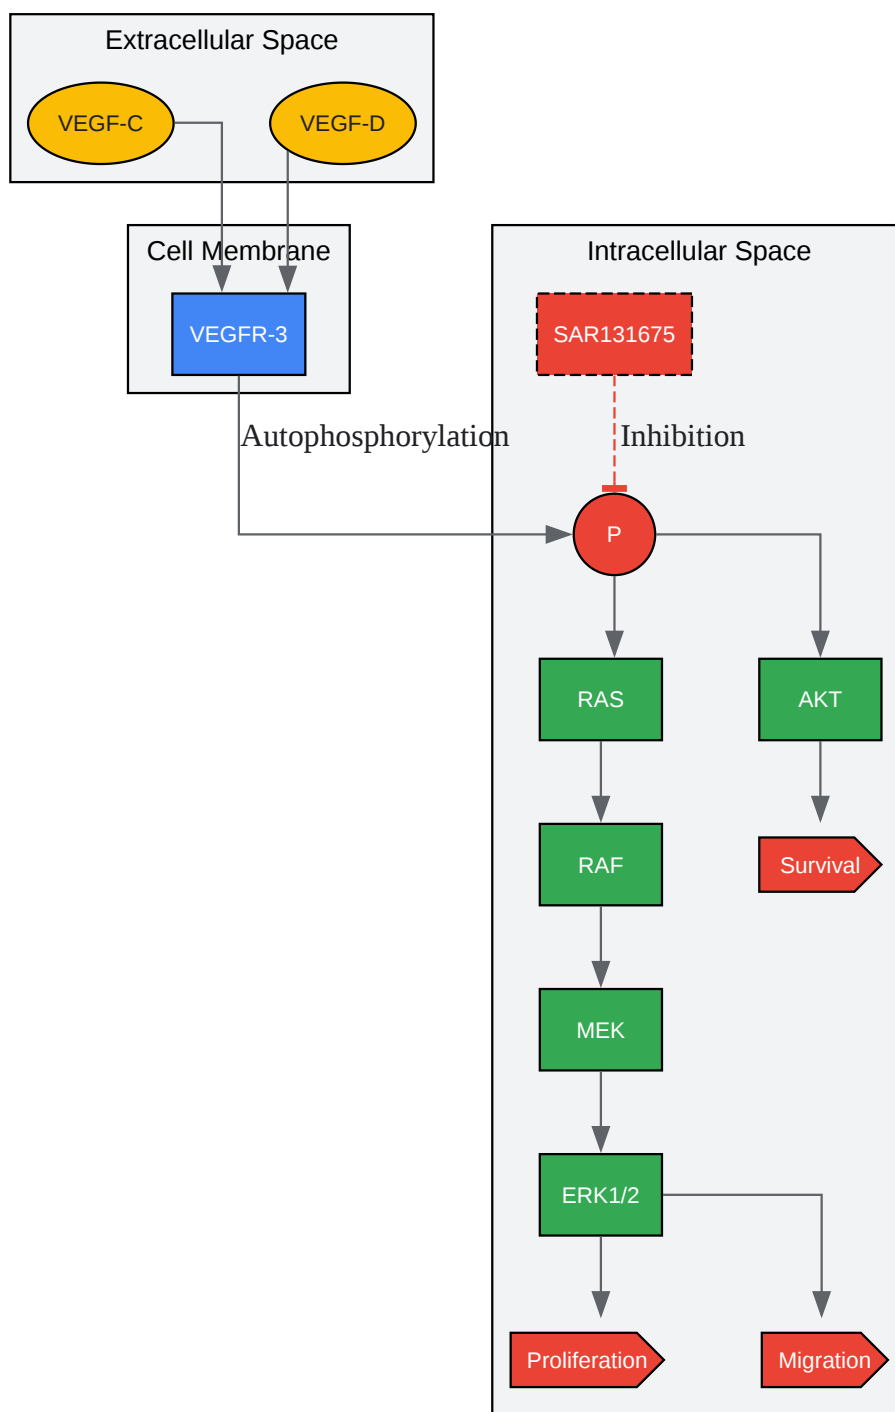 Extracellular Space
VEGF-C
VEGF-D
Cell Membrane
VEGFR-3
Intracellular Space
SAR131675
Autophosphorylation
Inhibition
P
RAS
AKT
RAF
Survival
MEK
ERK1/2
Proliferation
Migration